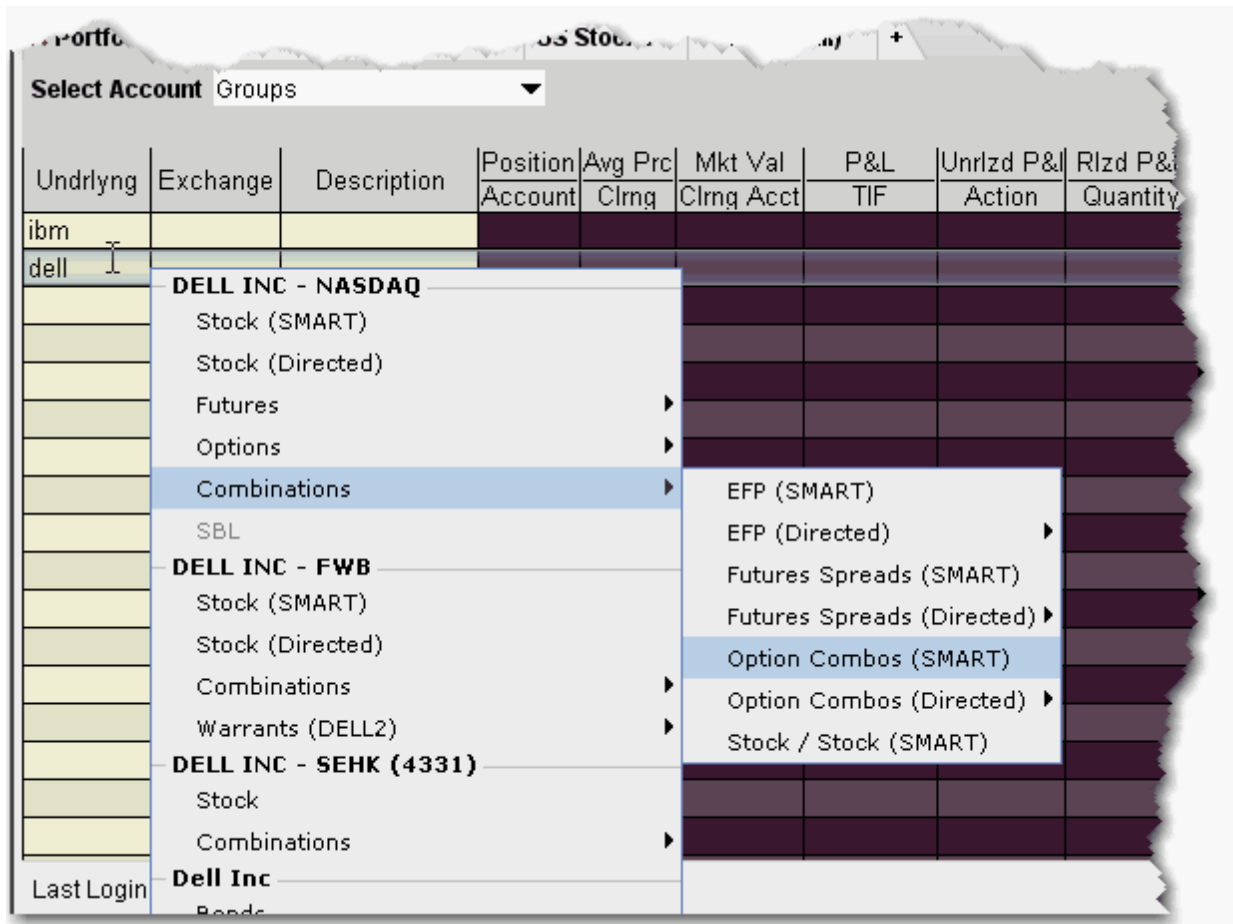 Select Account Groups
Undrlyng Exchange Description Position Avg Prc Mkt Val P&L Unrlzd P&L Rlzd P&
Account Clrng Clrng Acct TIF Action Quantity
ibm
dell
DELL INC - NASDAQ
Stock (SMART)
Stock (Directed)
Futures
Options
Combinations
SBL
DELL INC - FWB
Stock (SMART)
Stock (Directed)
Combinations
Warrants (DELL2)
DELL INC - SEHK (4331)
Stock
Combinations
Dell Inc
Bonds
EFP (SMART)
EFP (Directed)
Futures Spreads (SMART)
Futures Spreads (Directed)
Option Combos (SMART)
Option Combos (Directed)
Stock / Stock (SMART)
Last Login